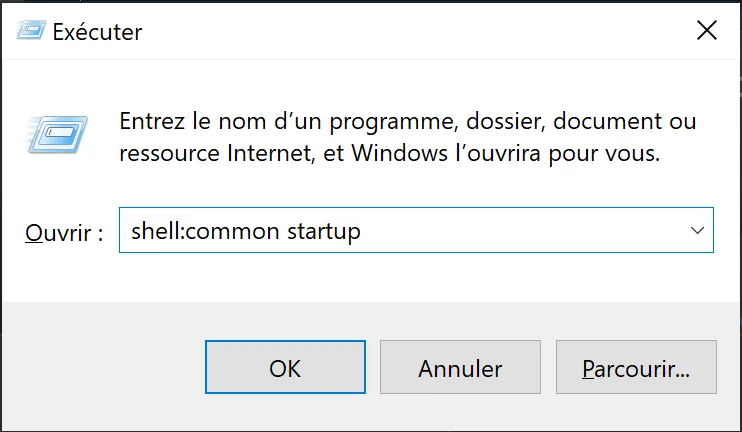 Exécuter
Entrez le nom d’un programme, dossier, document ou
ressource Internet, et Windows l’ouvrira pour vous.
Ouvrir : shell:common startup
OK Annuler Parcourir...